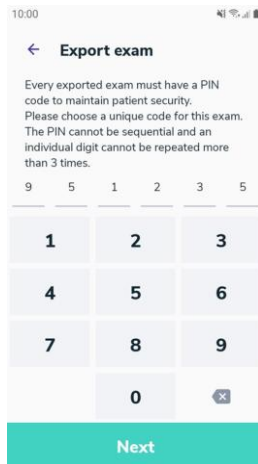 10:00
Export exam
Every exported exam must have a PIN
code to maintain patient security.
Please choose a unique code for this exam.
The PIN cannot be sequential and an
individual digit cannot be repeated more
than 3 times.
9 5 1 2 3 5
1 2 3
4 5 6
7 8 9
0
Next